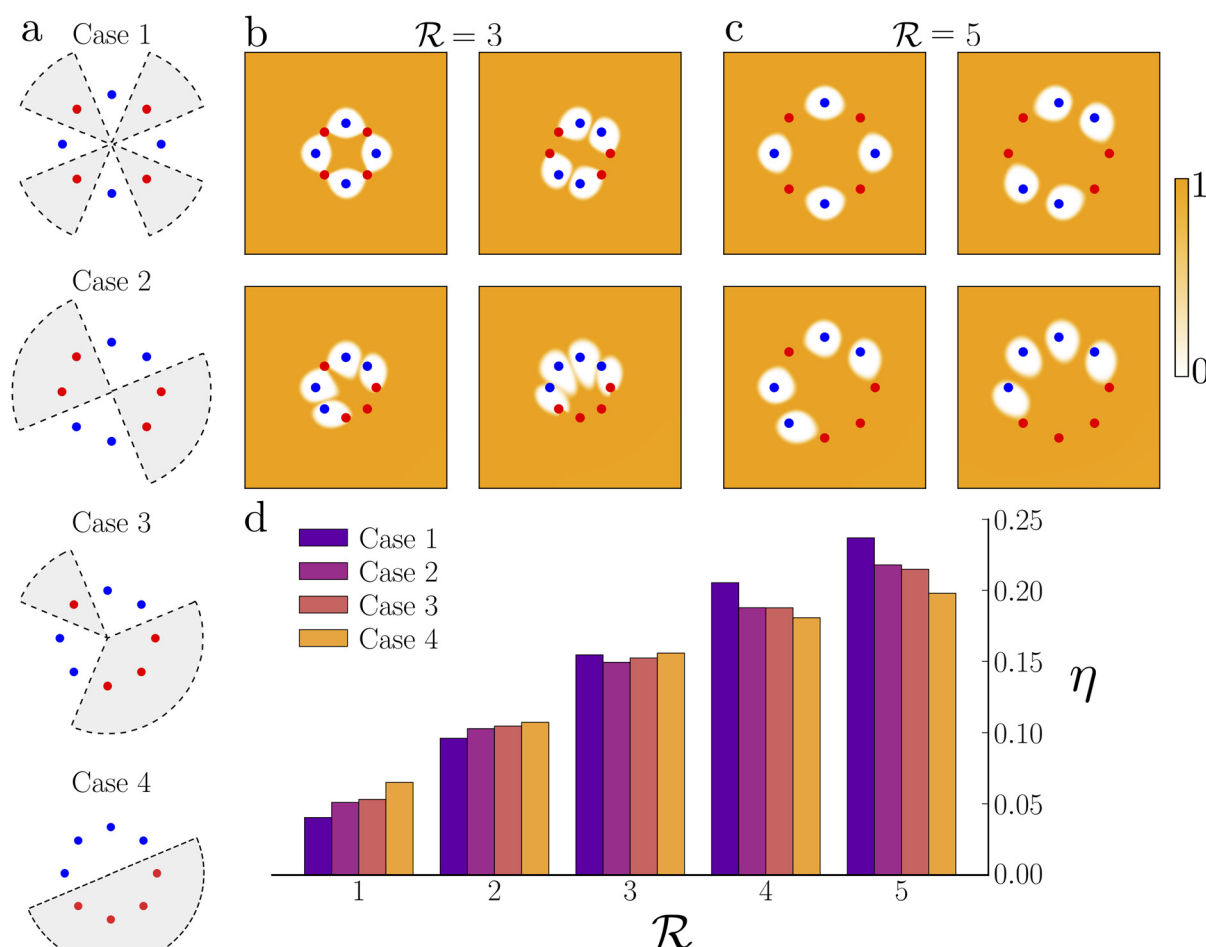 a
Case 1
Case 2
Case 3
Case 4
b
ℛ = 3
c
ℛ = 5
1
0
d
Case 1
Case 2
Case 3
Case 4
0.25
0.20
0.15
0.10
0.05
0.00
η
1 2 3 4 5
ℛ